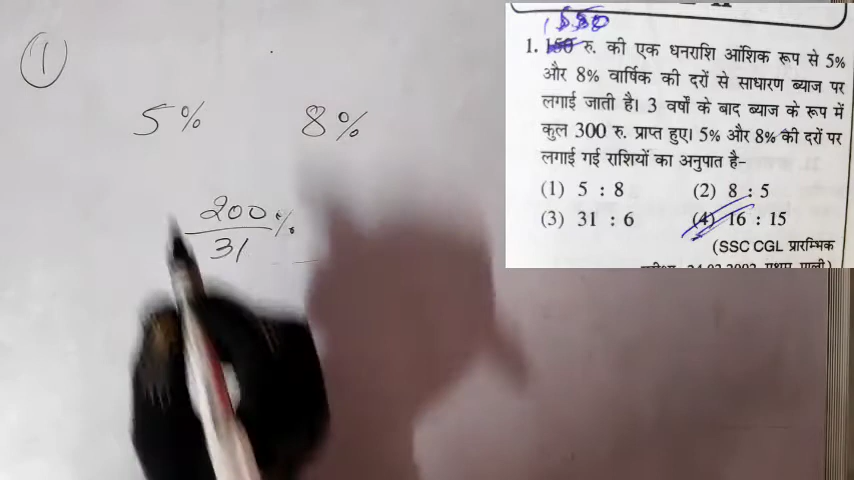 1
5%
8%
200
31
%
1550
1. 150 रु. की एक धनराशि आंशिक रूप से 5%
और 8% वार्षिक की दरों से साधारण ब्याज पर
लगाई जाती है। 3 वर्षों के बाद ब्याज के रूप में
कुल 300 रु. प्राप्त हुए। 5% और 8% की दरों पर
लगाई गई राशियों का अनुपात है-
(1) 5 : 8
(2) 8 : 5
(3) 31 : 6
(4) 16 : 15
(SSC CGL प्रारम्भिक